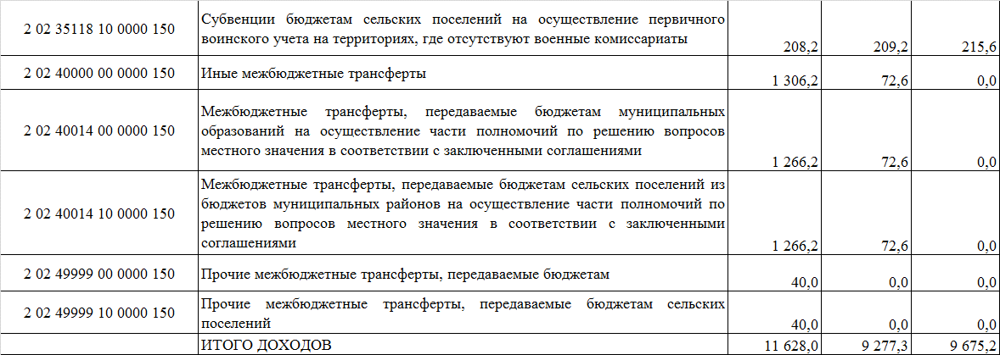 2 02 35118 10 0000 150 Субвенции бюджетам сельских поселений на осуществление первичного
воинского учета на территориях, где отсутствуют военные комиссариаты 208,2 209,2 215,6
2 02 40000 00 0000 150 Иные межбюджетные трансферты 1 306,2 72,6 0,0
Межбюджетные трансферты, передаваемые бюджетам муниципальных
2 02 40014 00 0000 150 образований на осуществление части полномочий по решению вопросов
местного значения в соответствии с заключенными соглашениями 1 266,2 72,6 0,0
Межбюджетные трансферты, передаваемые бюджетам сельских поселений из
2 02 40014 10 0000 150 бюджетов муниципальных районов на осуществление части полномочий по
решению вопросов местного значения в соответствии с заключенными
соглашениями 1 266,2 72,6 0,0
2 02 49999 00 0000 150 Прочие межбюджетные трансферты, передаваемые бюджетам 40,0 0,0 0,0
2 02 49999 10 0000 150 Прочие межбюджетные трансферты, передаваемые бюджетам сельских
поселений 40,0 0,0 0,0
ИТОГО ДОХОДОВ 11 628,0 9 277,3 9 675,2